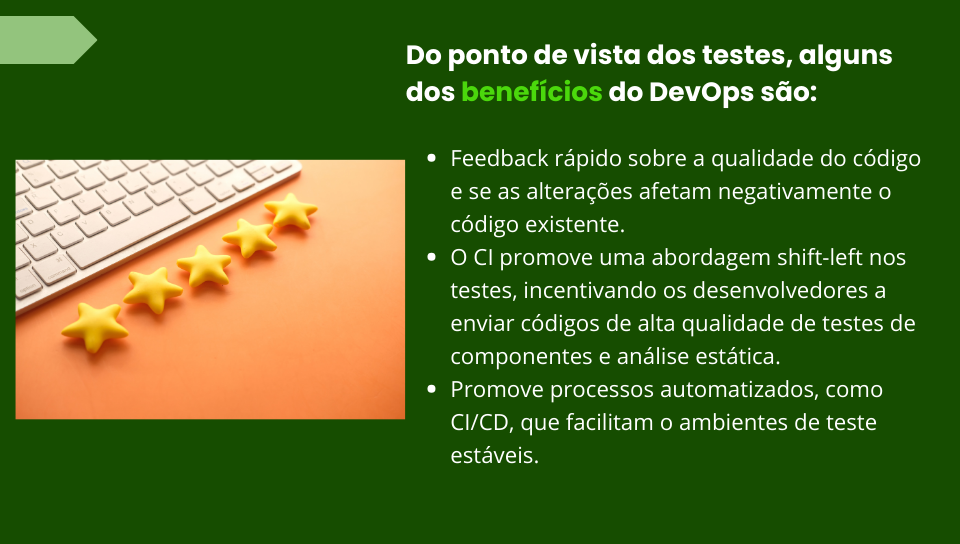 Do ponto de vista dos testes, alguns
dos benefícios do DevOps são:
• Feedback rápido sobre a qualidade do código
e se as alterações afetam negativamente o
código existente.
• O CI promove uma abordagem shift-left nos
testes, incentivando os desenvolvedores a
enviar códigos de alta qualidade de testes de
componentes e análise estática.
• Promove processos automatizados, como
CI/CD, que facilitam o ambientes de teste
estáveis.